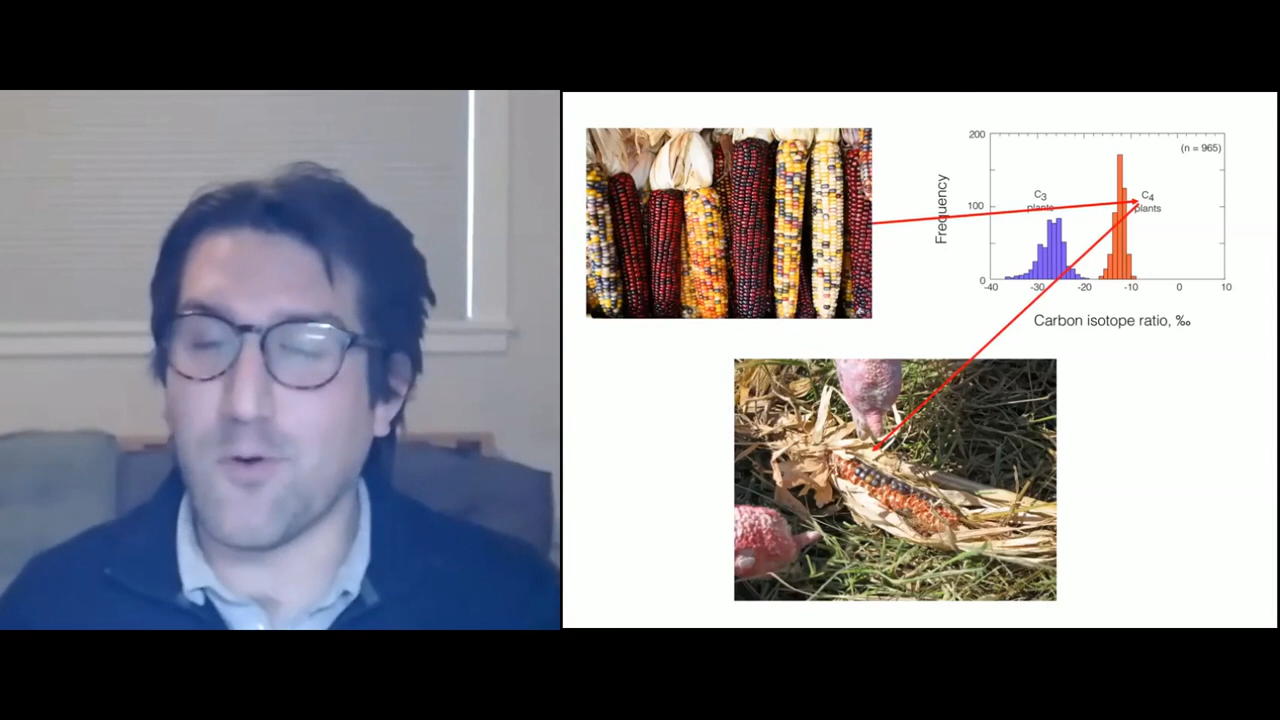 200
(n = 965)
C3
plants
C4
plants
Frequency
100
0
-40
-30
-20
-10
0
10
Carbon isotope ratio, ‰